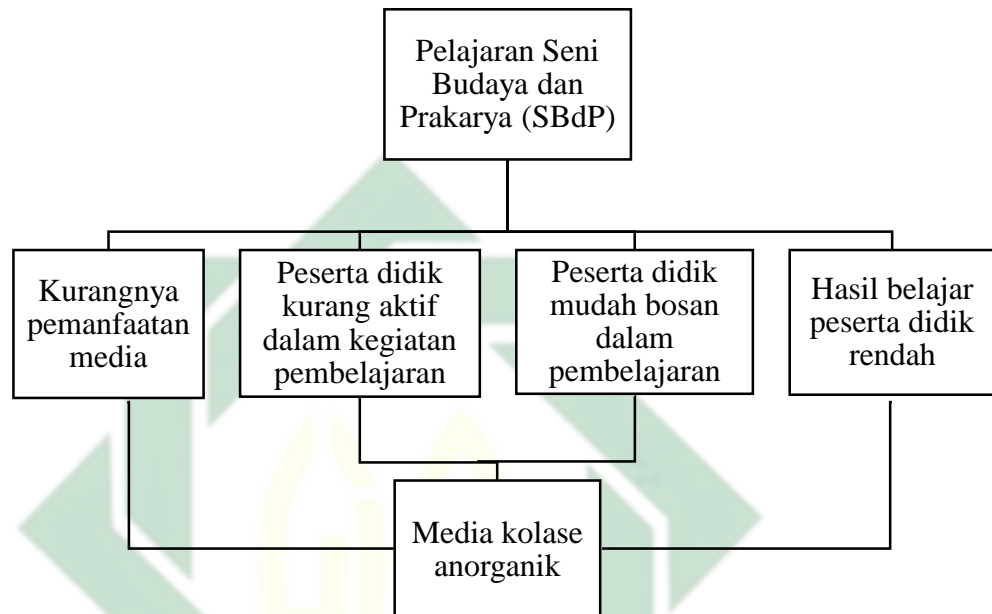 Pelajaran Seni
Budaya dan
Prakarya (SBdP)
Kurangnya
pemanfaatan
media
Peserta didik
kurang aktif
dalam kegiatan
pembelajaran
Peserta didik
mudah bosan
dalam
pembelajaran
Hasil belajar
peserta didik
rendah
Media kolase
anorganik